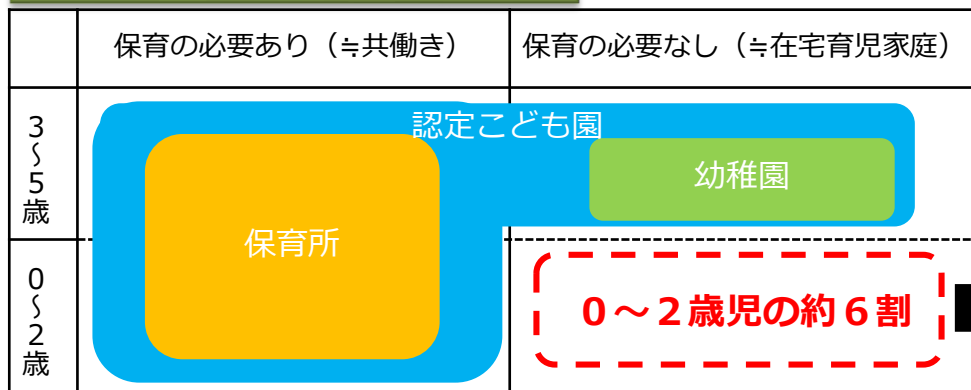 保育の必要あり（≒共働き）
保育の必要なし（≒在宅育児家庭）
3～5歳
認定こども園
幼稚園
保育所
0～2歳
０～２歳児の約６割